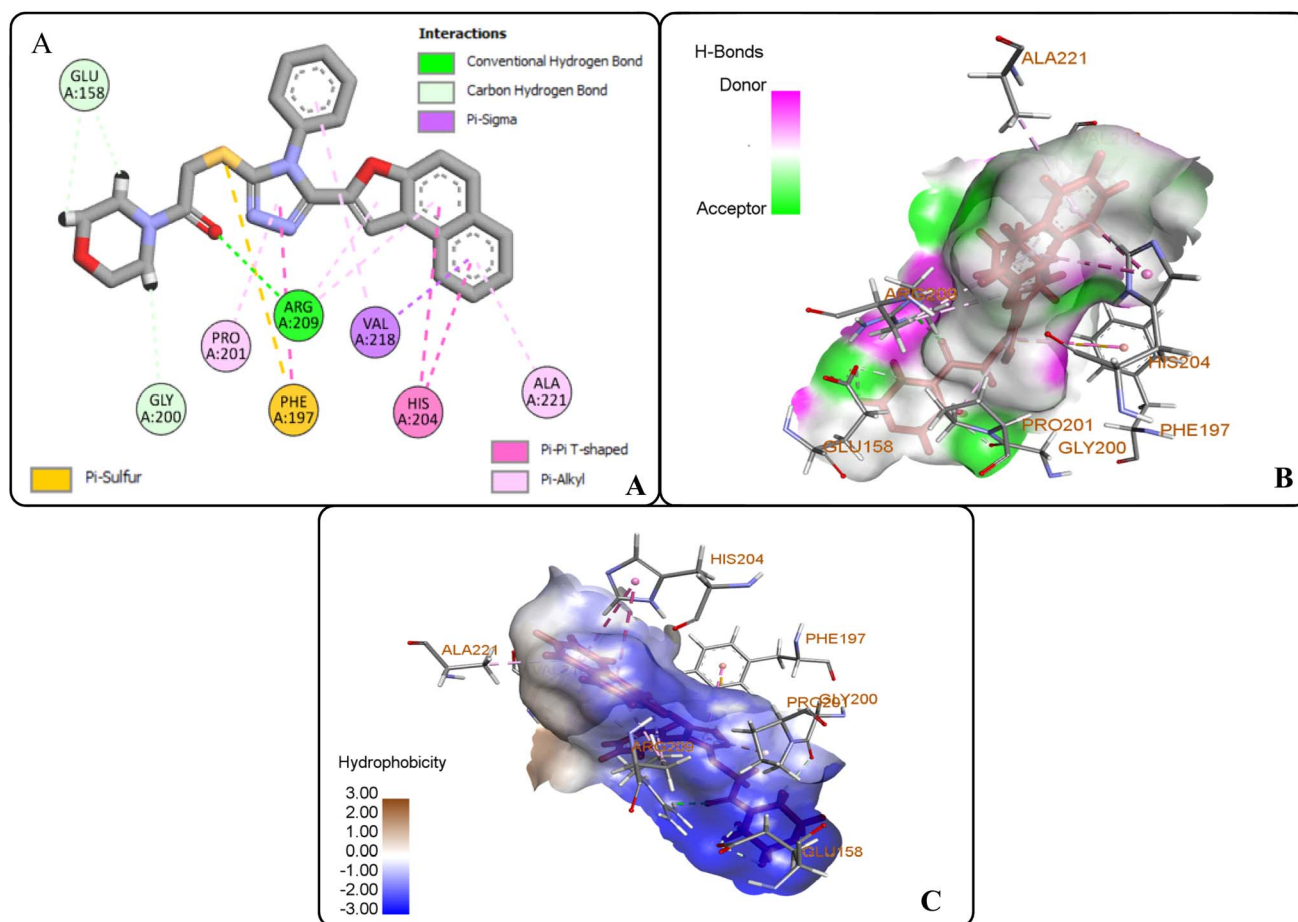 A
Interactions
Conventional Hydrogen Bond
Carbon Hydrogen Bond
Pi-Sigma
GLU
A:158
PRO
A:201
ARG
A:209
VAL
A:218
GLY
A:200
PHE
A:197
HIS
A:204
ALA
A:221
Pi-Sulfur
Pi-Pi T-shaped
Pi-Alkyl
A
H-Bonds
Donor
Acceptor
ALA221
ARG209
HIS204
PRO201
GLY200
PHE197
GLU158
B
HIS204
PHE197
ALA221
GLY200
PRO201
ARG209
GLU158
Hydrophobicity
3.00
2.00
1.00
0.00
-1.00
-2.00
-3.00
C